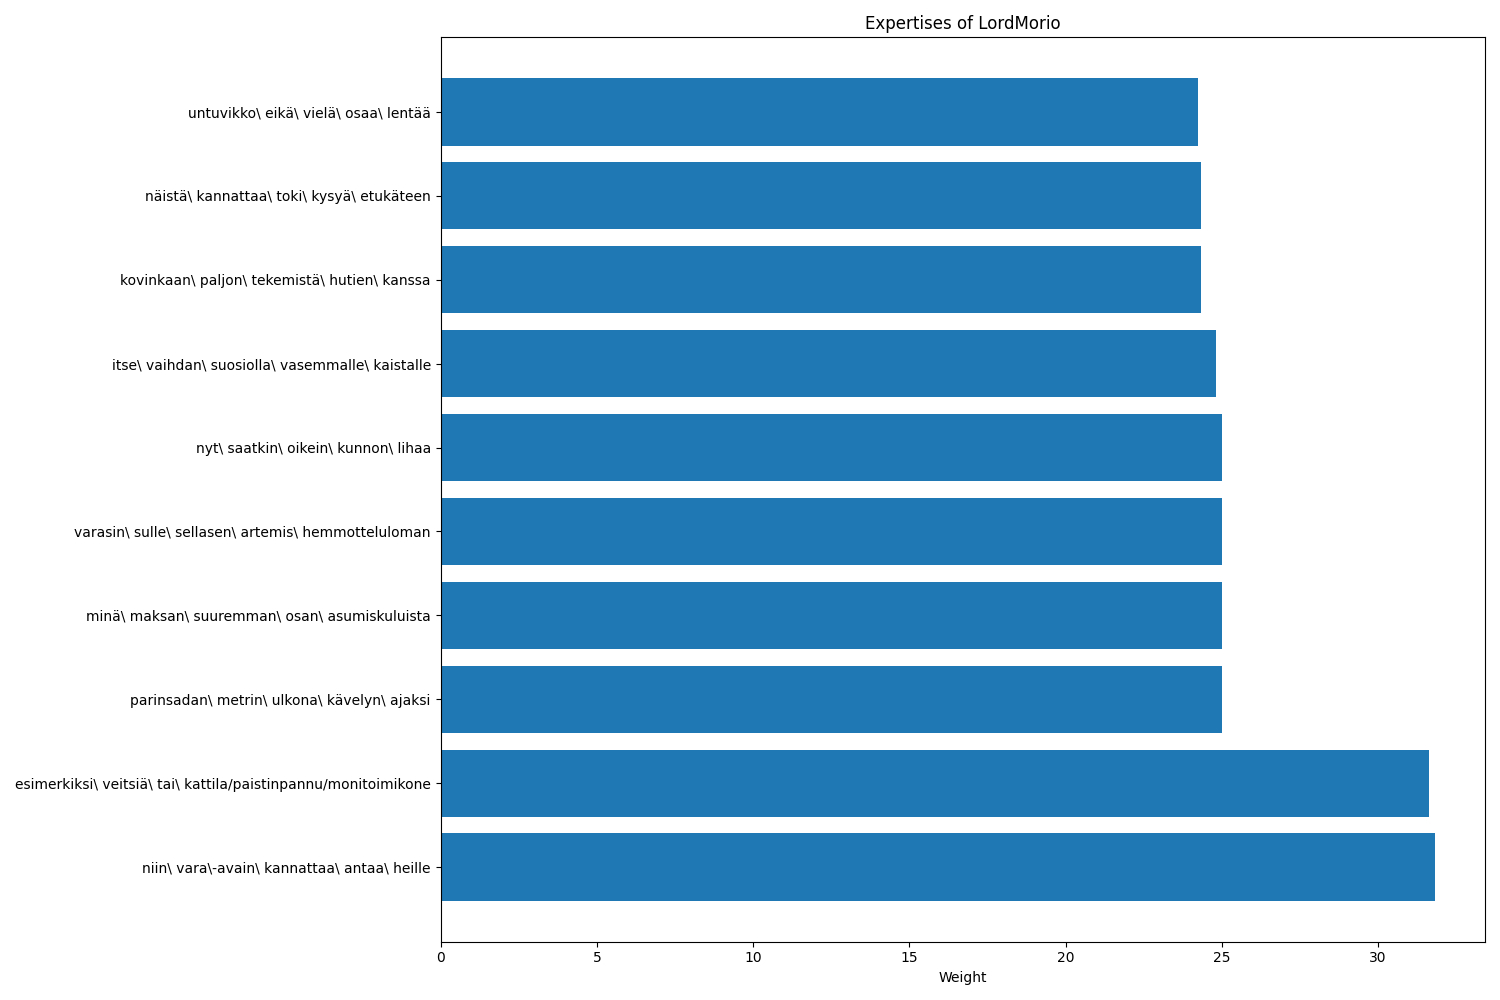 Expertises of LordMorio
untuvikko\ eikä\ vielä\ osaa\ lentää
näistä\ kannattaa\ toki\ kysyä\ etukäteen
kovinkaan\ paljon\ tekemistä\ hutien\ kanssa
itse\ vaihdan\ suosiolla\ vasemmalle\ kaistalle
nyt\ saatkin\ oikein\ kunnon\ lihaa
varasin\ sulle\ sellasen\ artemis\ hemmotteluloman
minä\ maksan\ suuremman\ osan\ asumiskuluista
parinsadan\ metrin\ ulkona\ kävelyn\ ajaksi
esimerkiksi\ veitsiä\ tai\ kattila/paistinpannu/monitoimikone
niin\ vara\-avain\ kannattaa\ antaa\ heille
0 5 10 15 20 25 30
Weight